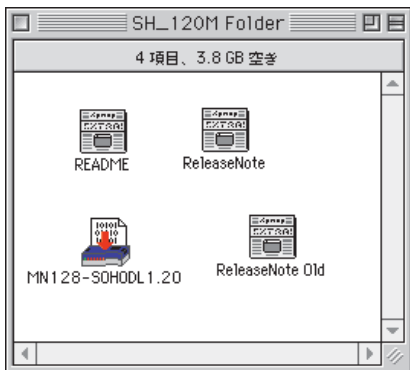 SH_120M Folder
4 項目、3.8 GB 空き
README
ReleaseNote
MN128-SOHODL1.20
ReleaseNote Old